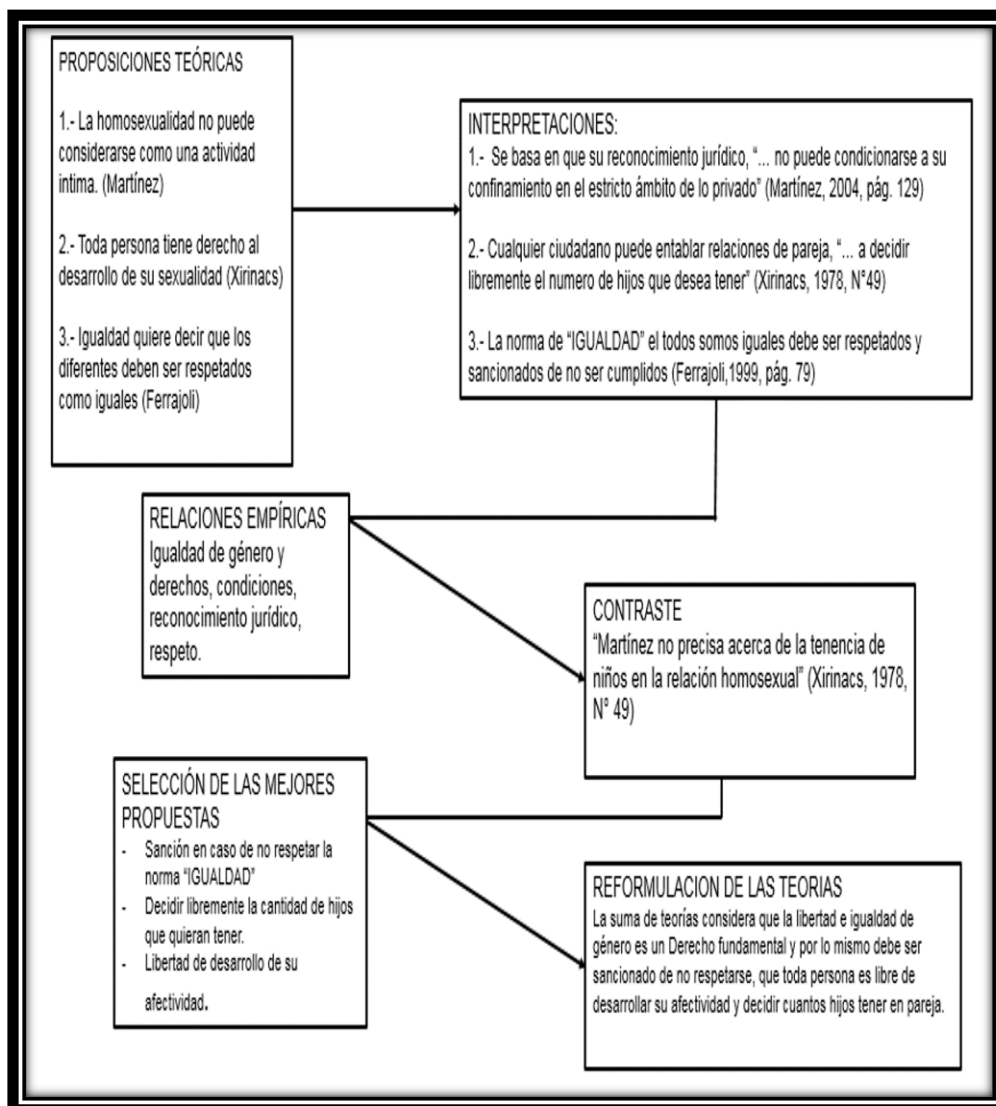 PROPOSICIONES TEÓRICAS
1.- La homosexualidad no puede
considerarse como una actividad
intima. (Martínez)
2.- Toda persona tiene derecho al
desarrollo de su sexualidad (Xirinacs)
3.- Igualdad quiere decir que los
diferentes deben ser respetados
como iguales (Ferrajoli)
INTERPRETACIONES:
1.- Se basa en que su reconocimiento jurídico, “... no puede condicionarse a su
confinamiento en el estricto ámbito de lo privado” (Martínez, 2004, pág. 129)
2.- Cualquier ciudadano puede entablar relaciones de pareja, “... a decidir
libremente el numero de hijos que desea tener” (Xirinacs, 1978, N°49)
3.- La norma de “IGUALDAD” el todos somos iguales debe ser respetados y
sancionados de no ser cumplidos (Ferrajoli,1999, pág. 79)
RELACIONES EMPÍRICAS
Igualdad de género y
derechos, condiciones,
reconocimiento jurídico,
respeto.
CONTRASTE
“Martínez no precisa acerca de la tenencia de
niños en la relación homosexual” (Xirinacs, 1978,
N° 49)
SELECCIÓN DE LAS MEJORES
PROPUESTAS
- Sanción en caso de no respetar la
norma “IGUALDAD”
- Decidir libremente la cantidad de hijos
que quieran tener.
- Libertad de desarrollo de su
afectividad.
REFORMULACION DE LAS TEORIAS
La suma de teorías considera que la libertad e igualdad de
género es un Derecho fundamental y por lo mismo debe ser
sancionado de no respetarse, que toda persona es libre de
desarrollar su afectividad y decidir cuantos hijos tener en pareja.